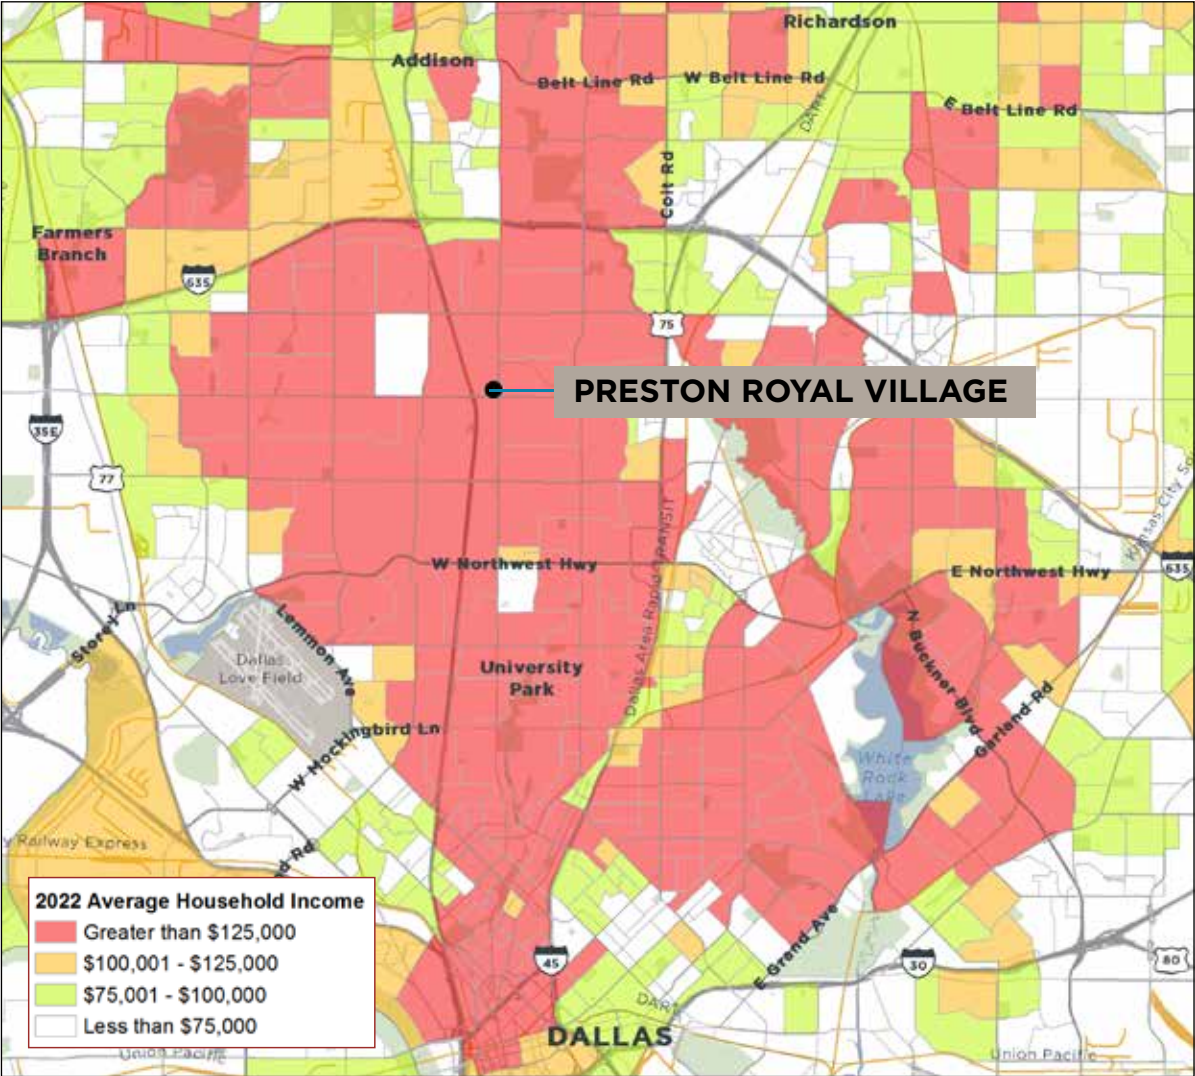 Richardson
Addison
Belt Line Rd
W Belt Line Rd
E Belt Line Rd
DART
Coit Rd
Farmers
Branch
635
75
PRESTON ROYAL VILLAGE
35E
77
Kansas City So
W Northwest Hwy
E Northwest Hwy
635
Dallas Area Rapid TRANSIT
Storey Ln
Lemmon Ave
Dallas
Love Field
University
Park
N Buckner Blvd
Garland Rd
W Mockingbird Ln
White
Rock
Lake
y Railway Express
nd Rd
2022 Average Household Income
Greater than $125,000
$100,001 - $125,000
$75,001 - $100,000
Less than $75,000
E Grand Ave
45
30
80
DART
DALLAS
Union Pacific
Union Pacific